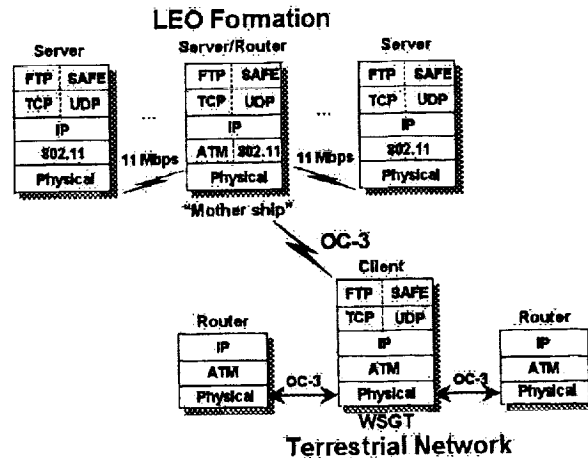 LEO Formation
Server Server/Router Server
FTP SAFE FTP SAFE FTP SAFE
TCP UDP ... TCP UDP ... TCP UDP
IP IP IP
802.11 11 Mbps ATM 802.11 11 Mbps 802.11
Physical Physical Physical
"Mother ship"
OC-3
Client
FTP SAFE
Router TCP UDP Router
IP IP IP
ATM ATM ATM
Physical OC-3 Physical OC-3 Physical
WSGT
Terrestrial Network